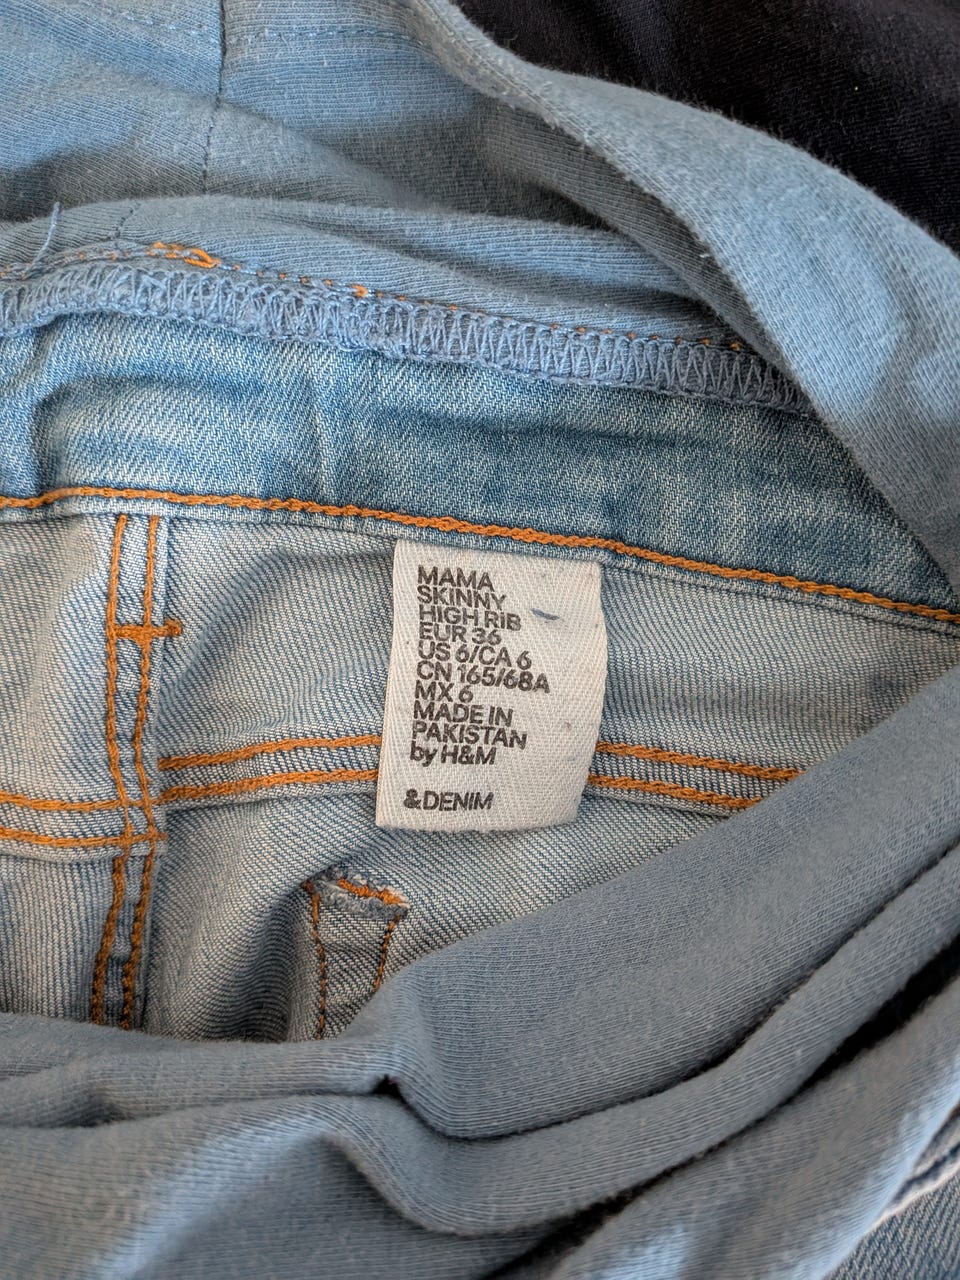 MAMA
SKINNY
HIGH RIB
EUR 36
US 6/CA 6
CN 165/68A
MX 6
MADE IN
PAKISTAN
by H&M
&DENIM